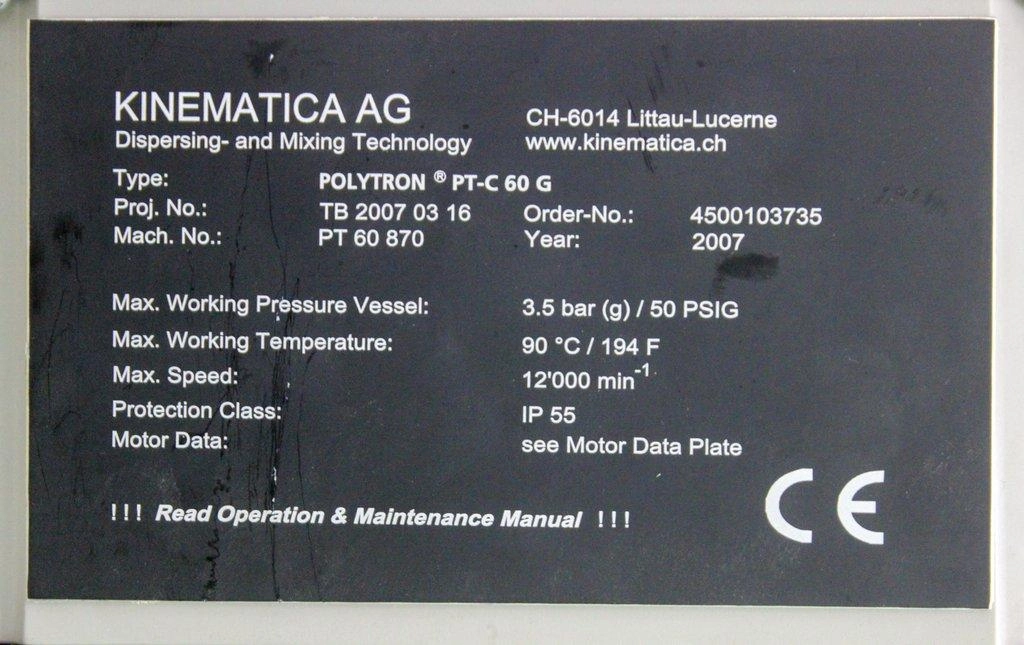 KINEMATICA AG
Dispersing- and Mixing Technology
CH-6014 Littau-Lucerne
www.kinematica.ch
Type: POLYTRON ® PT-C 60 G
Proj. No.: TB 2007 03 16 Order-No.: 4500103735
Mach. No.: PT 60 870 Year: 2007
Max. Working Pressure Vessel: 3.5 bar (g) / 50 PSIG
Max. Working Temperature: 90 °C / 194 F
Max. Speed: 12'000 min⁻¹
Protection Class: IP 55
Motor Data: see Motor Data Plate
!!! Read Operation & Maintenance Manual !!!
CE